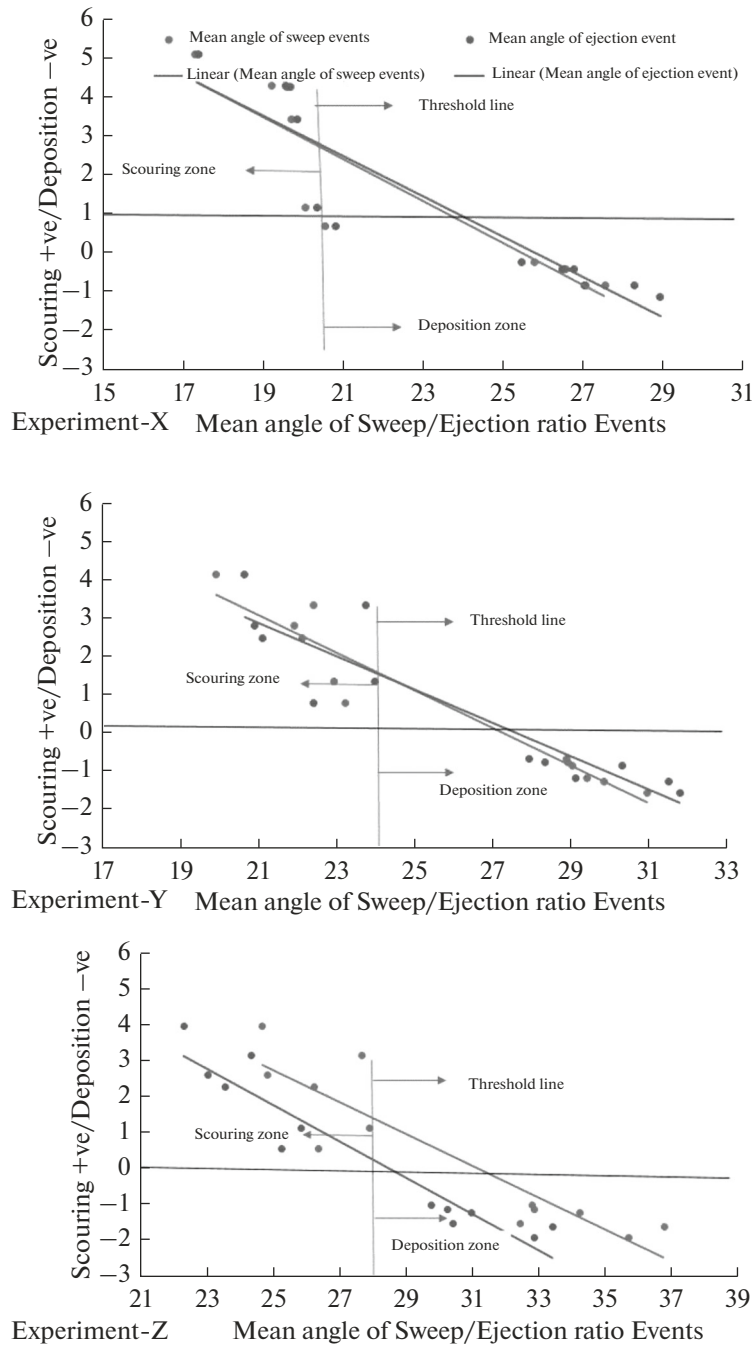 6
Mean angle of sweep events
Mean angle of ejection event
5
Linear (Mean angle of sweep events)
Linear (Mean angle of ejection event)
4
Threshold line
3
Scouring zone
2
1
0
−1
−2
Deposition zone
−3
Scouring +ve/Deposition −ve
15 17 19 21 23 25 27 29 31
Experiment-X Mean angle of Sweep/Ejection ratio Events
6
5
4
3
Threshold line
2
Scouring zone
1
0
−1
Deposition zone
−2
−3
Scouring +ve/Deposition −ve
17 19 21 23 25 27 29 31 33
Experiment-Y Mean angle of Sweep/Ejection ratio Events
6
5
4
3
Threshold line
2
1
Scouring zone
0
−1
−2
Deposition zone
−3
Scouring +ve/Deposition −ve
21 23 25 27 29 31 33 35 37 39
Experiment-Z Mean angle of Sweep/Ejection ratio Events